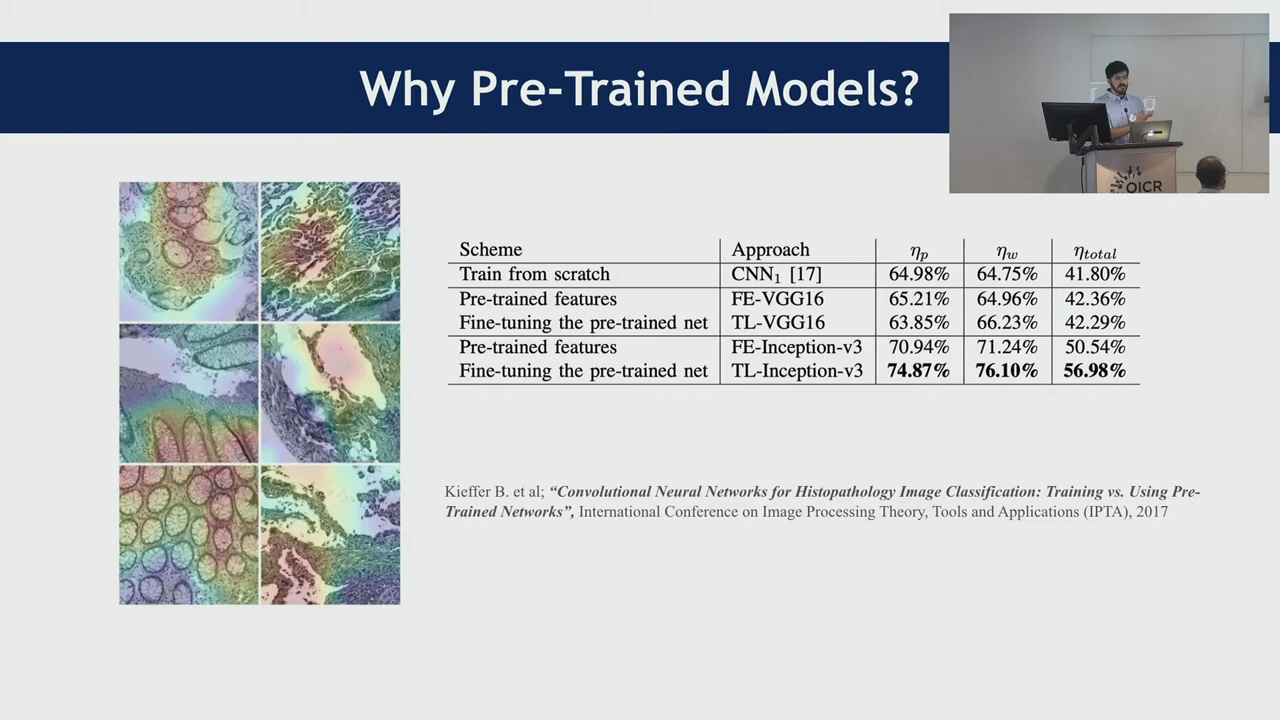 Why Pre-Trained Models?
OICR
Scheme Approach ηp ηw ηtotal
Train from scratch CNN1 [17] 64.98% 64.75% 41.80%
Pre-trained features FE-VGG16 65.21% 64.96% 42.36%
Fine-tuning the pre-trained net TL-VGG16 63.85% 66.23% 42.29%
Pre-trained features FE-Inception-v3 70.94% 71.24% 50.54%
Fine-tuning the pre-trained net TL-Inception-v3 74.87% 76.10% 56.98%
Kieffer B. et al; “Convolutional Neural Networks for Histopathology Image Classification: Training vs. Using Pre-
Trained Networks”, International Conference on Image Processing Theory, Tools and Applications (IPTA), 2017